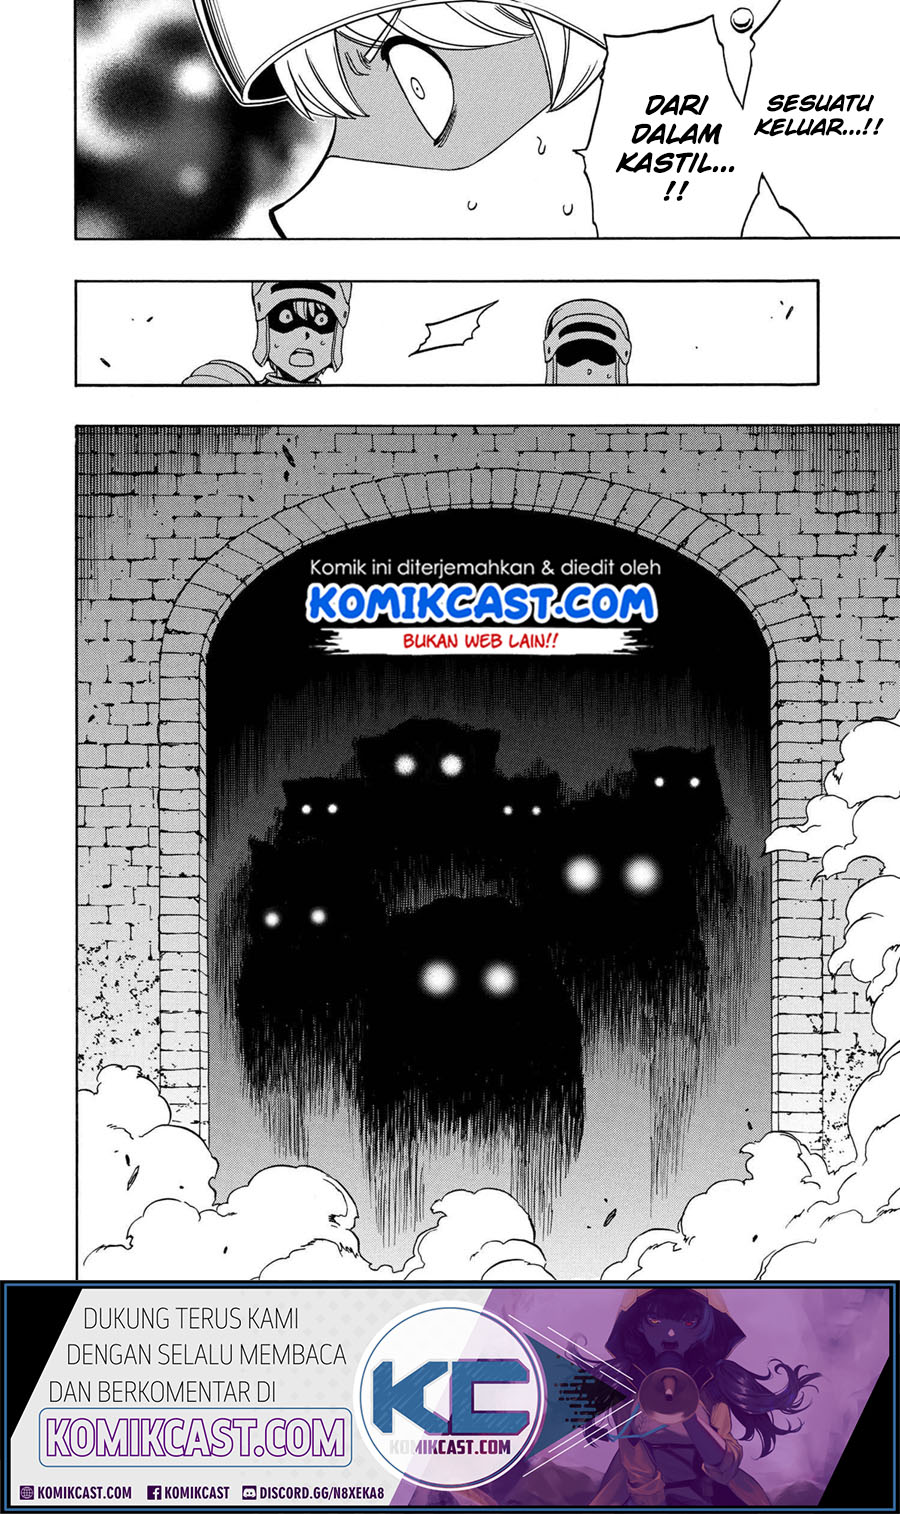 SESUATU
KELUAR...!!
DARI
DALAM
KASTIL...
!!
Komik ini diterjemahkan & diedit oleh
KOMIKCAST.COM
BUKAN WEB LAIN!!
DUKUNG TERUS KAMI
DENGAN SELALU MEMBACA
DAN BERKOMENTAR DI
KOMIKCAST.COM
KOMIKCAST.COM
KOMIKCAST
DISCORD.GG/N8XEKA8
KC
KOMIKCAST.COM